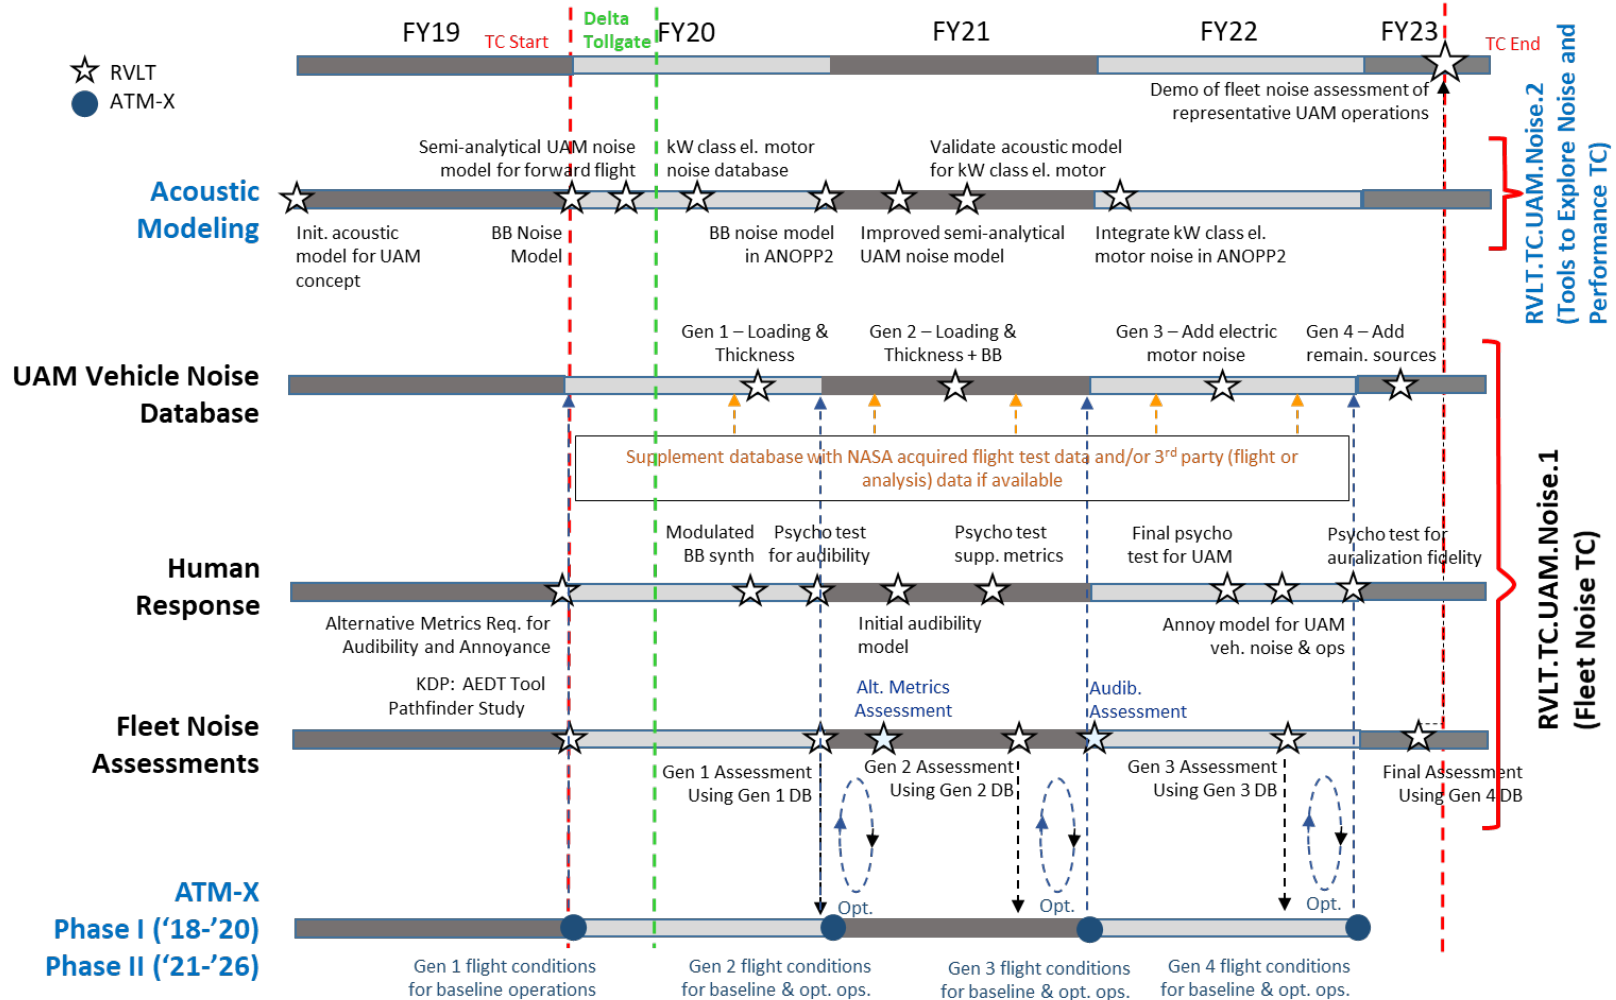 FY19
TC Start
Delta
Tollgate
FY20
FY21
FY22
FY23
TC End
RVLT
ATM-X
Demo of fleet noise assessment of
representative UAM operations
RVLT.TC.UAM.Noise.2
(Tools to Explore Noise and
Performance TC)
Acoustic
Modeling
Semi-analytical UAM noise
model for forward flight
kW class el. motor
noise database
Validate acoustic model
for kW class el. motor
Init. acoustic
model for UAM
concept
BB Noise
Model
BB noise model
in ANOPP2
Improved semi-analytical
UAM noise model
Integrate kW class el.
motor noise in ANOPP2
UAM Vehicle Noise
Database
Gen 1 – Loading &
Thickness
Gen 2 – Loading &
Thickness + BB
Gen 3 – Add electric
motor noise
Gen 4 – Add
remain. sources
Supplement database with NASA acquired flight test data and/or 3rd party (flight or
analysis) data if available
RVLT.TC.UAM.Noise.1
(Fleet Noise TC)
Human
Response
Modulated
BB synth
Psycho test
for audibility
Psycho test
supp. metrics
Final psycho
test for UAM
Psycho test for
auralization fidelity
Alternative Metrics Req. for
Audibility and Annoyance
Initial audibility
model
Annoy model for UAM
veh. noise & ops
Fleet Noise
Assessments
KDP: AEDT Tool
Pathfinder Study
Alt. Metrics
Assessment
Audib.
Assessment
Gen 1 Assessment
Using Gen 1 DB
Gen 2 Assessment
Using Gen 2 DB
Gen 3 Assessment
Using Gen 3 DB
Final Assessment
Using Gen 4 DB
Opt.
Opt.
Opt.
ATM-X
Phase I (‘18-’20)
Phase II (‘21-’26)
Gen 1 flight conditions
for baseline operations
Gen 2 flight conditions
for baseline & opt. ops.
Gen 3 flight conditions
for baseline & opt. ops.
Gen 4 flight conditions
for baseline & opt. ops.